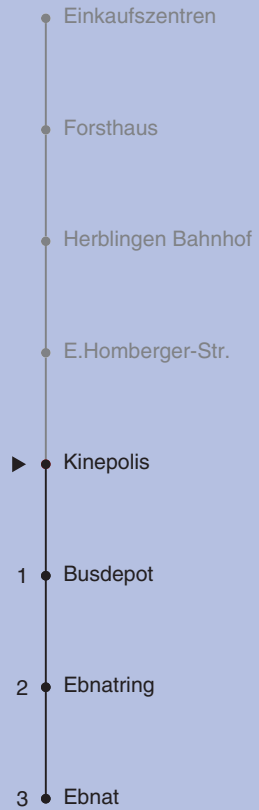 Einkaufszentren
Forsthaus
Herblingen Bahnhof
E.Homberger-Str.
Kinepolis
1 Busdepot
2 Ebnatring
3 Ebnat